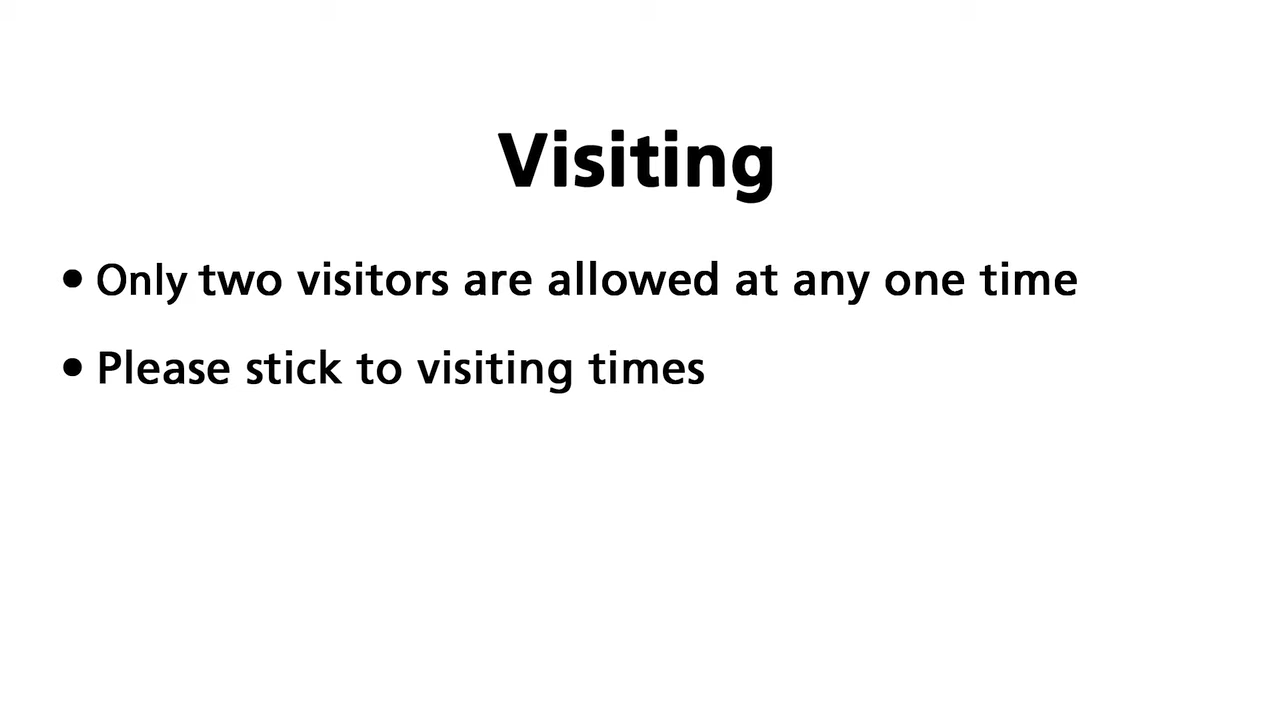 Visiting
• Only two visitors are allowed at any one time
• Please stick to visiting times